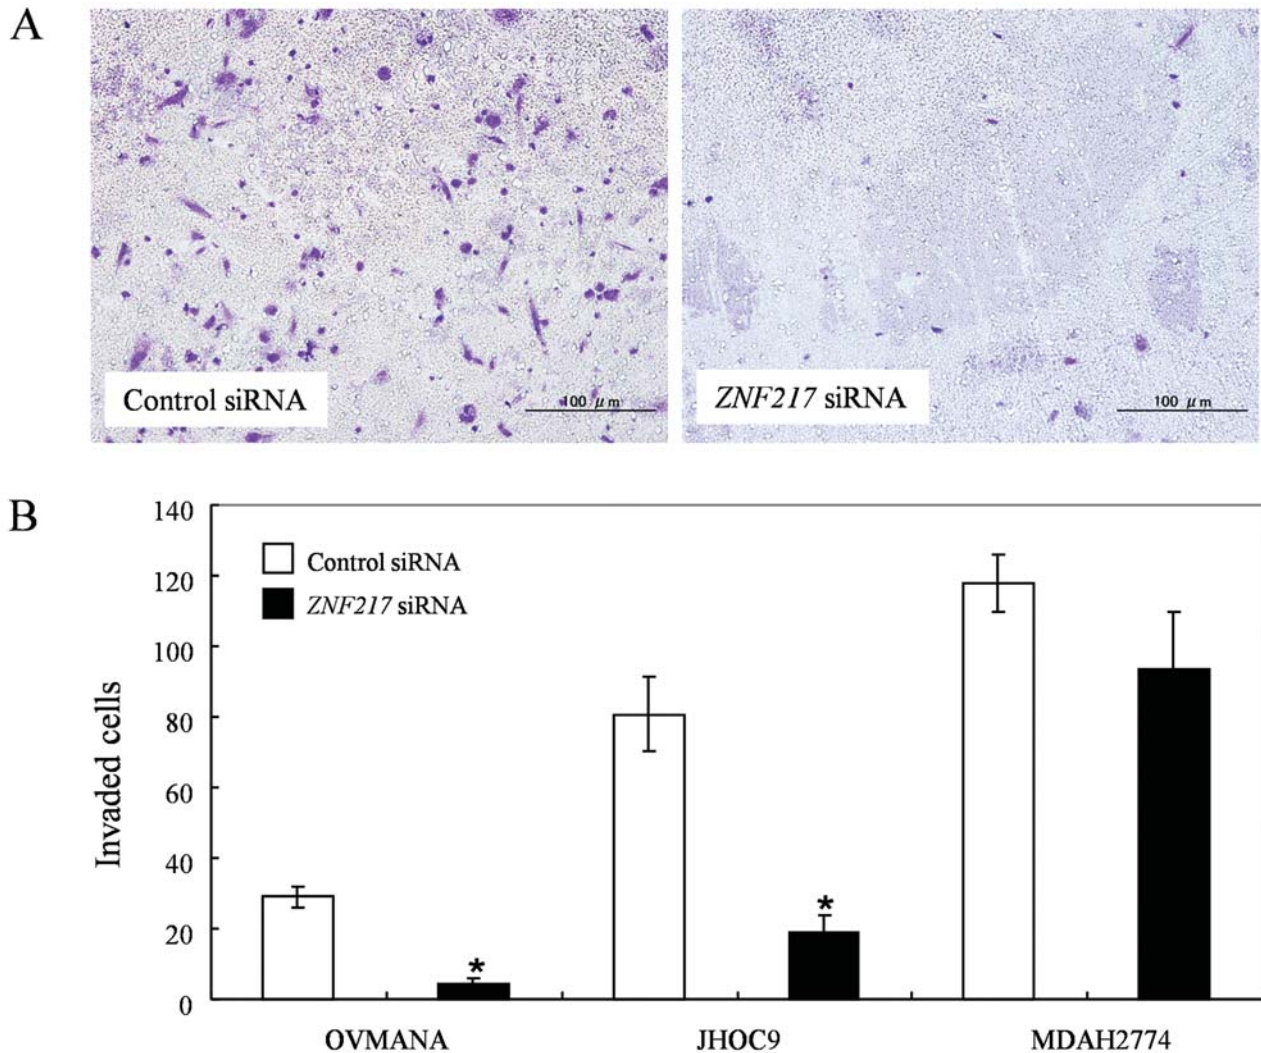 A
Control siRNA
100 μm
ZNF217 siRNA
100 μm
B
140
120
100
80
60
40
20
0
Invaded cells
Control siRNA
ZNF217 siRNA
*
*
OVMANA
JHOC9
MDAH2774